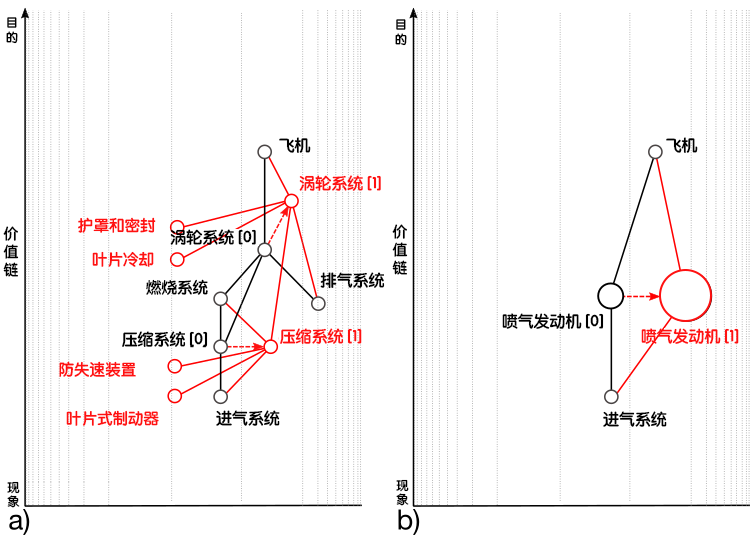 目的
飞机
涡轮系统 [1]
护罩和密封
涡轮系统 [0]
叶片冷却
价值链
燃烧系统
排气系统
压缩系统 [0]
压缩系统 [1]
防失速装置
叶片式制动器
进气系统
现象
a)
目的
飞机
价值链
喷气发动机 [0]
喷气发动机 [1]
进气系统
现象
b)